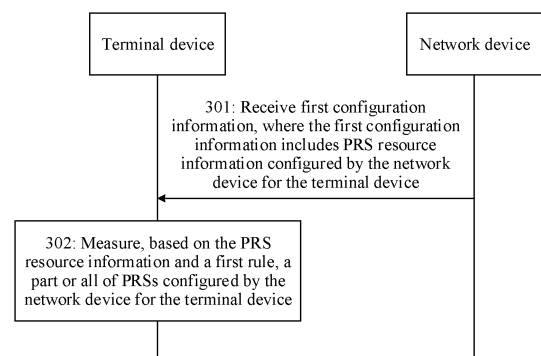 Terminal device
Network device
301: Receive first configuration
information, where the first configuration
information includes PRS resource
information configured by the network
device for the terminal device
302: Measure, based on the PRS
resource information and a first rule, a
part or all of PRSs configured by the
network device for the terminal device